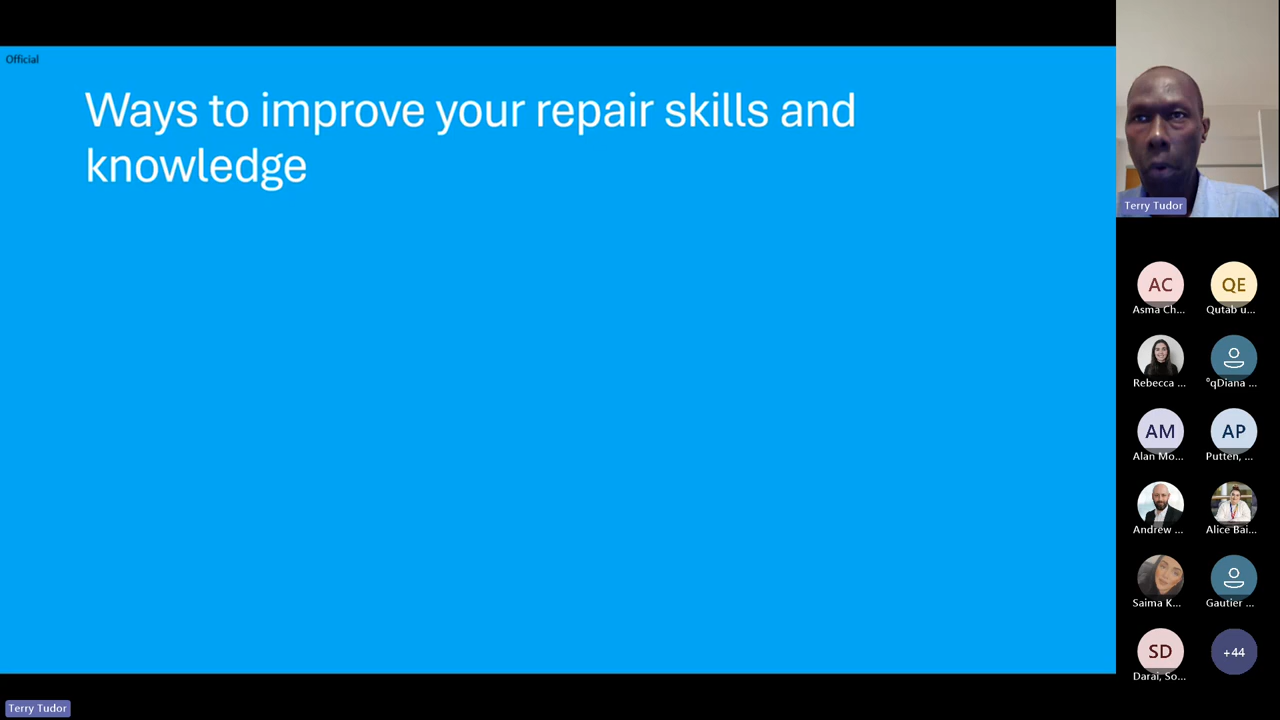 Official
Ways to improve your repair skills and
knowledge
Terry Tudor
AC
QE
Asma Ch...
Qutab u...
Rebecca ...
°qDiana ...
AM
AP
Alan Mo...
Putten, ...
Andrew ...
Alice Bai...
Saima K...
Gautier ...
SD
+44
Darai, So...
Terry Tudor